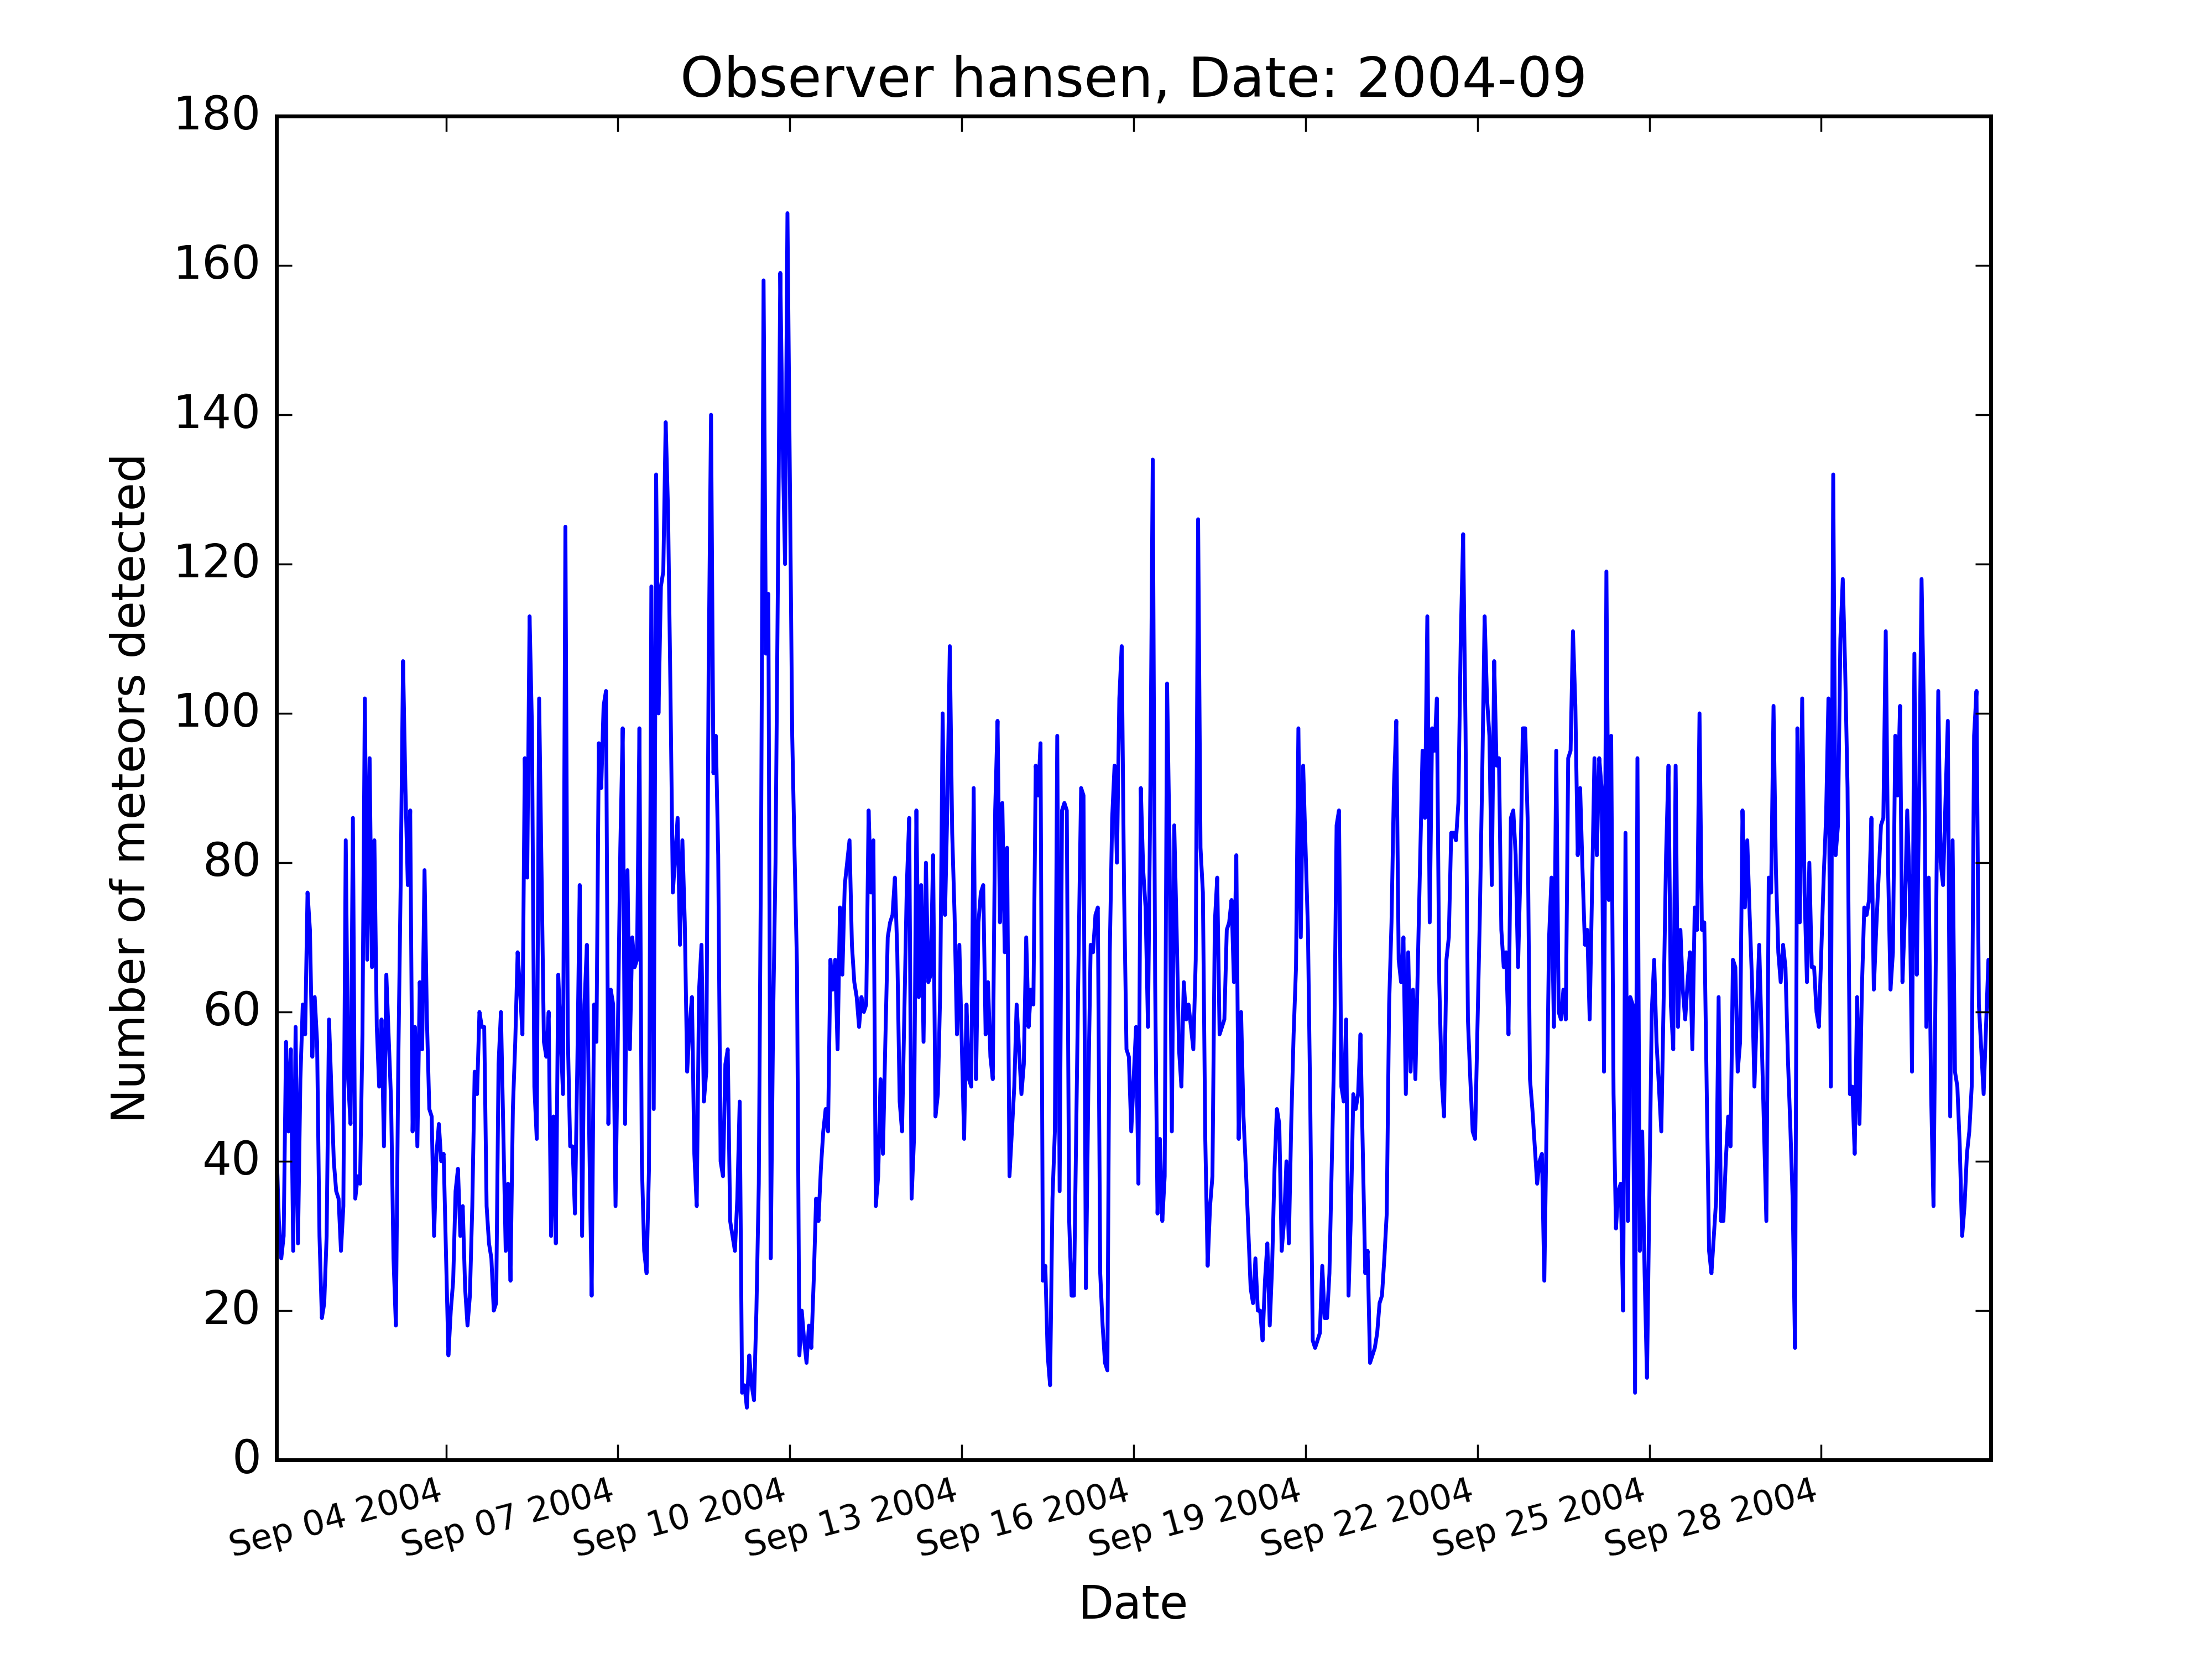 Observer hansen, Date: 2004-09
180
160
140
120
100
80
60
40
20
0
Number of meteors detected
Sep 04 2004
Sep 07 2004
Sep 10 2004
Sep 13 2004
Sep 16 2004
Sep 19 2004
Sep 22 2004
Sep 25 2004
Sep 28 2004
Date